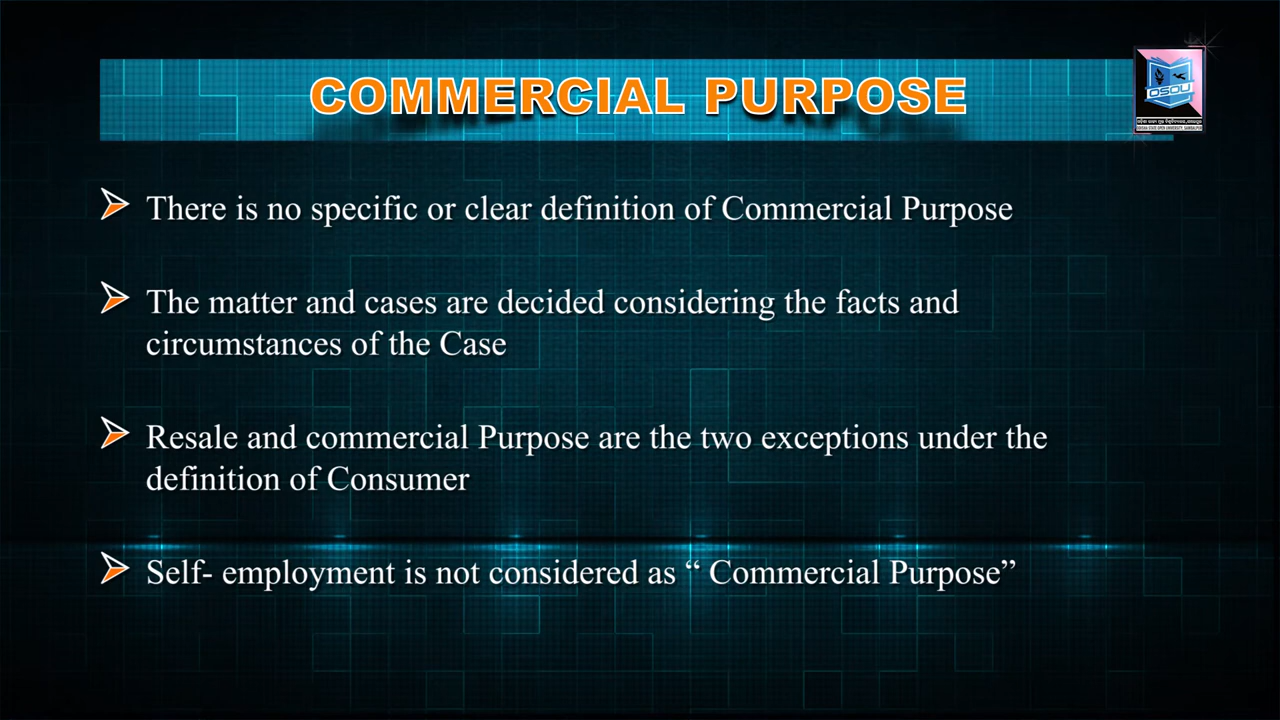 COMMERCIAL PURPOSE
OSOU
There is no specific or clear definition of Commercial Purpose
The matter and cases are decided considering the facts and
circumstances of the Case
Resale and commercial Purpose are the two exceptions under the
definition of Consumer
Self- employment is not considered as “ Commercial Purpose”